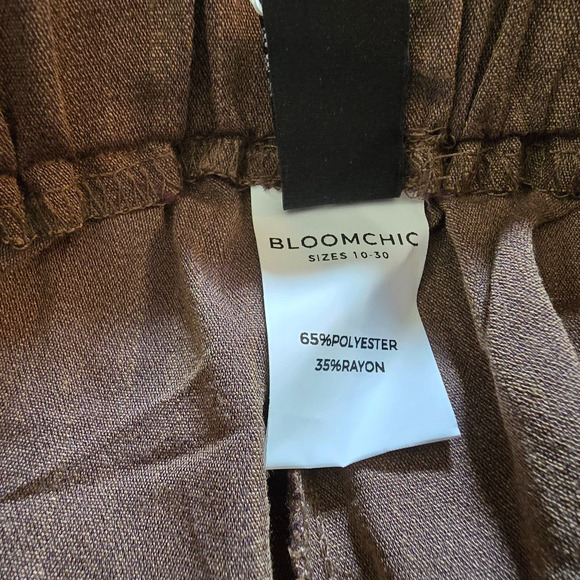 BLOOMCHIC
SIZES 10-30
65%POLYESTER
35%RAYON